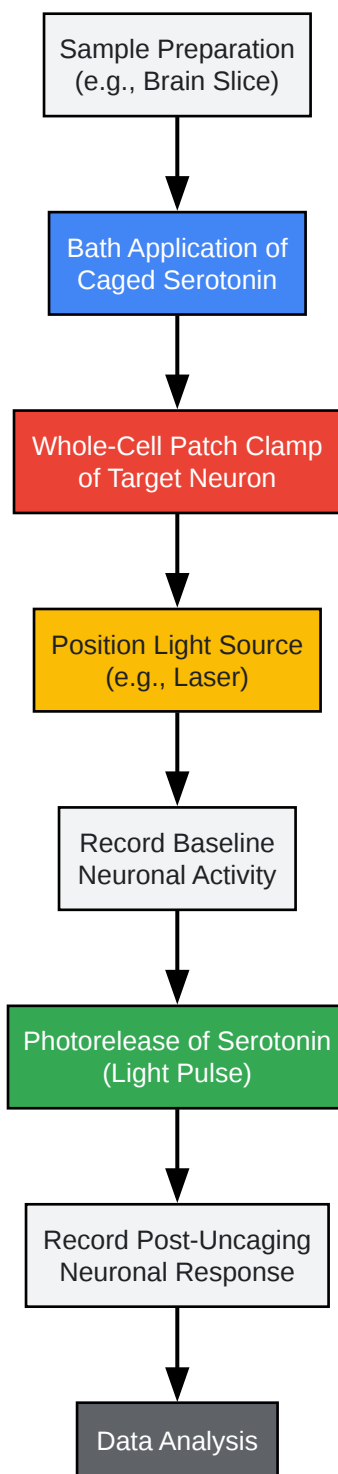 Sample Preparation
(e.g., Brain Slice)
Bath Application of
Caged Serotonin
Whole-Cell Patch Clamp
of Target Neuron
Position Light Source
(e.g., Laser)
Record Baseline
Neuronal Activity
Photorelease of Serotonin
(Light Pulse)
Record Post-Uncaging
Neuronal Response
Data Analysis